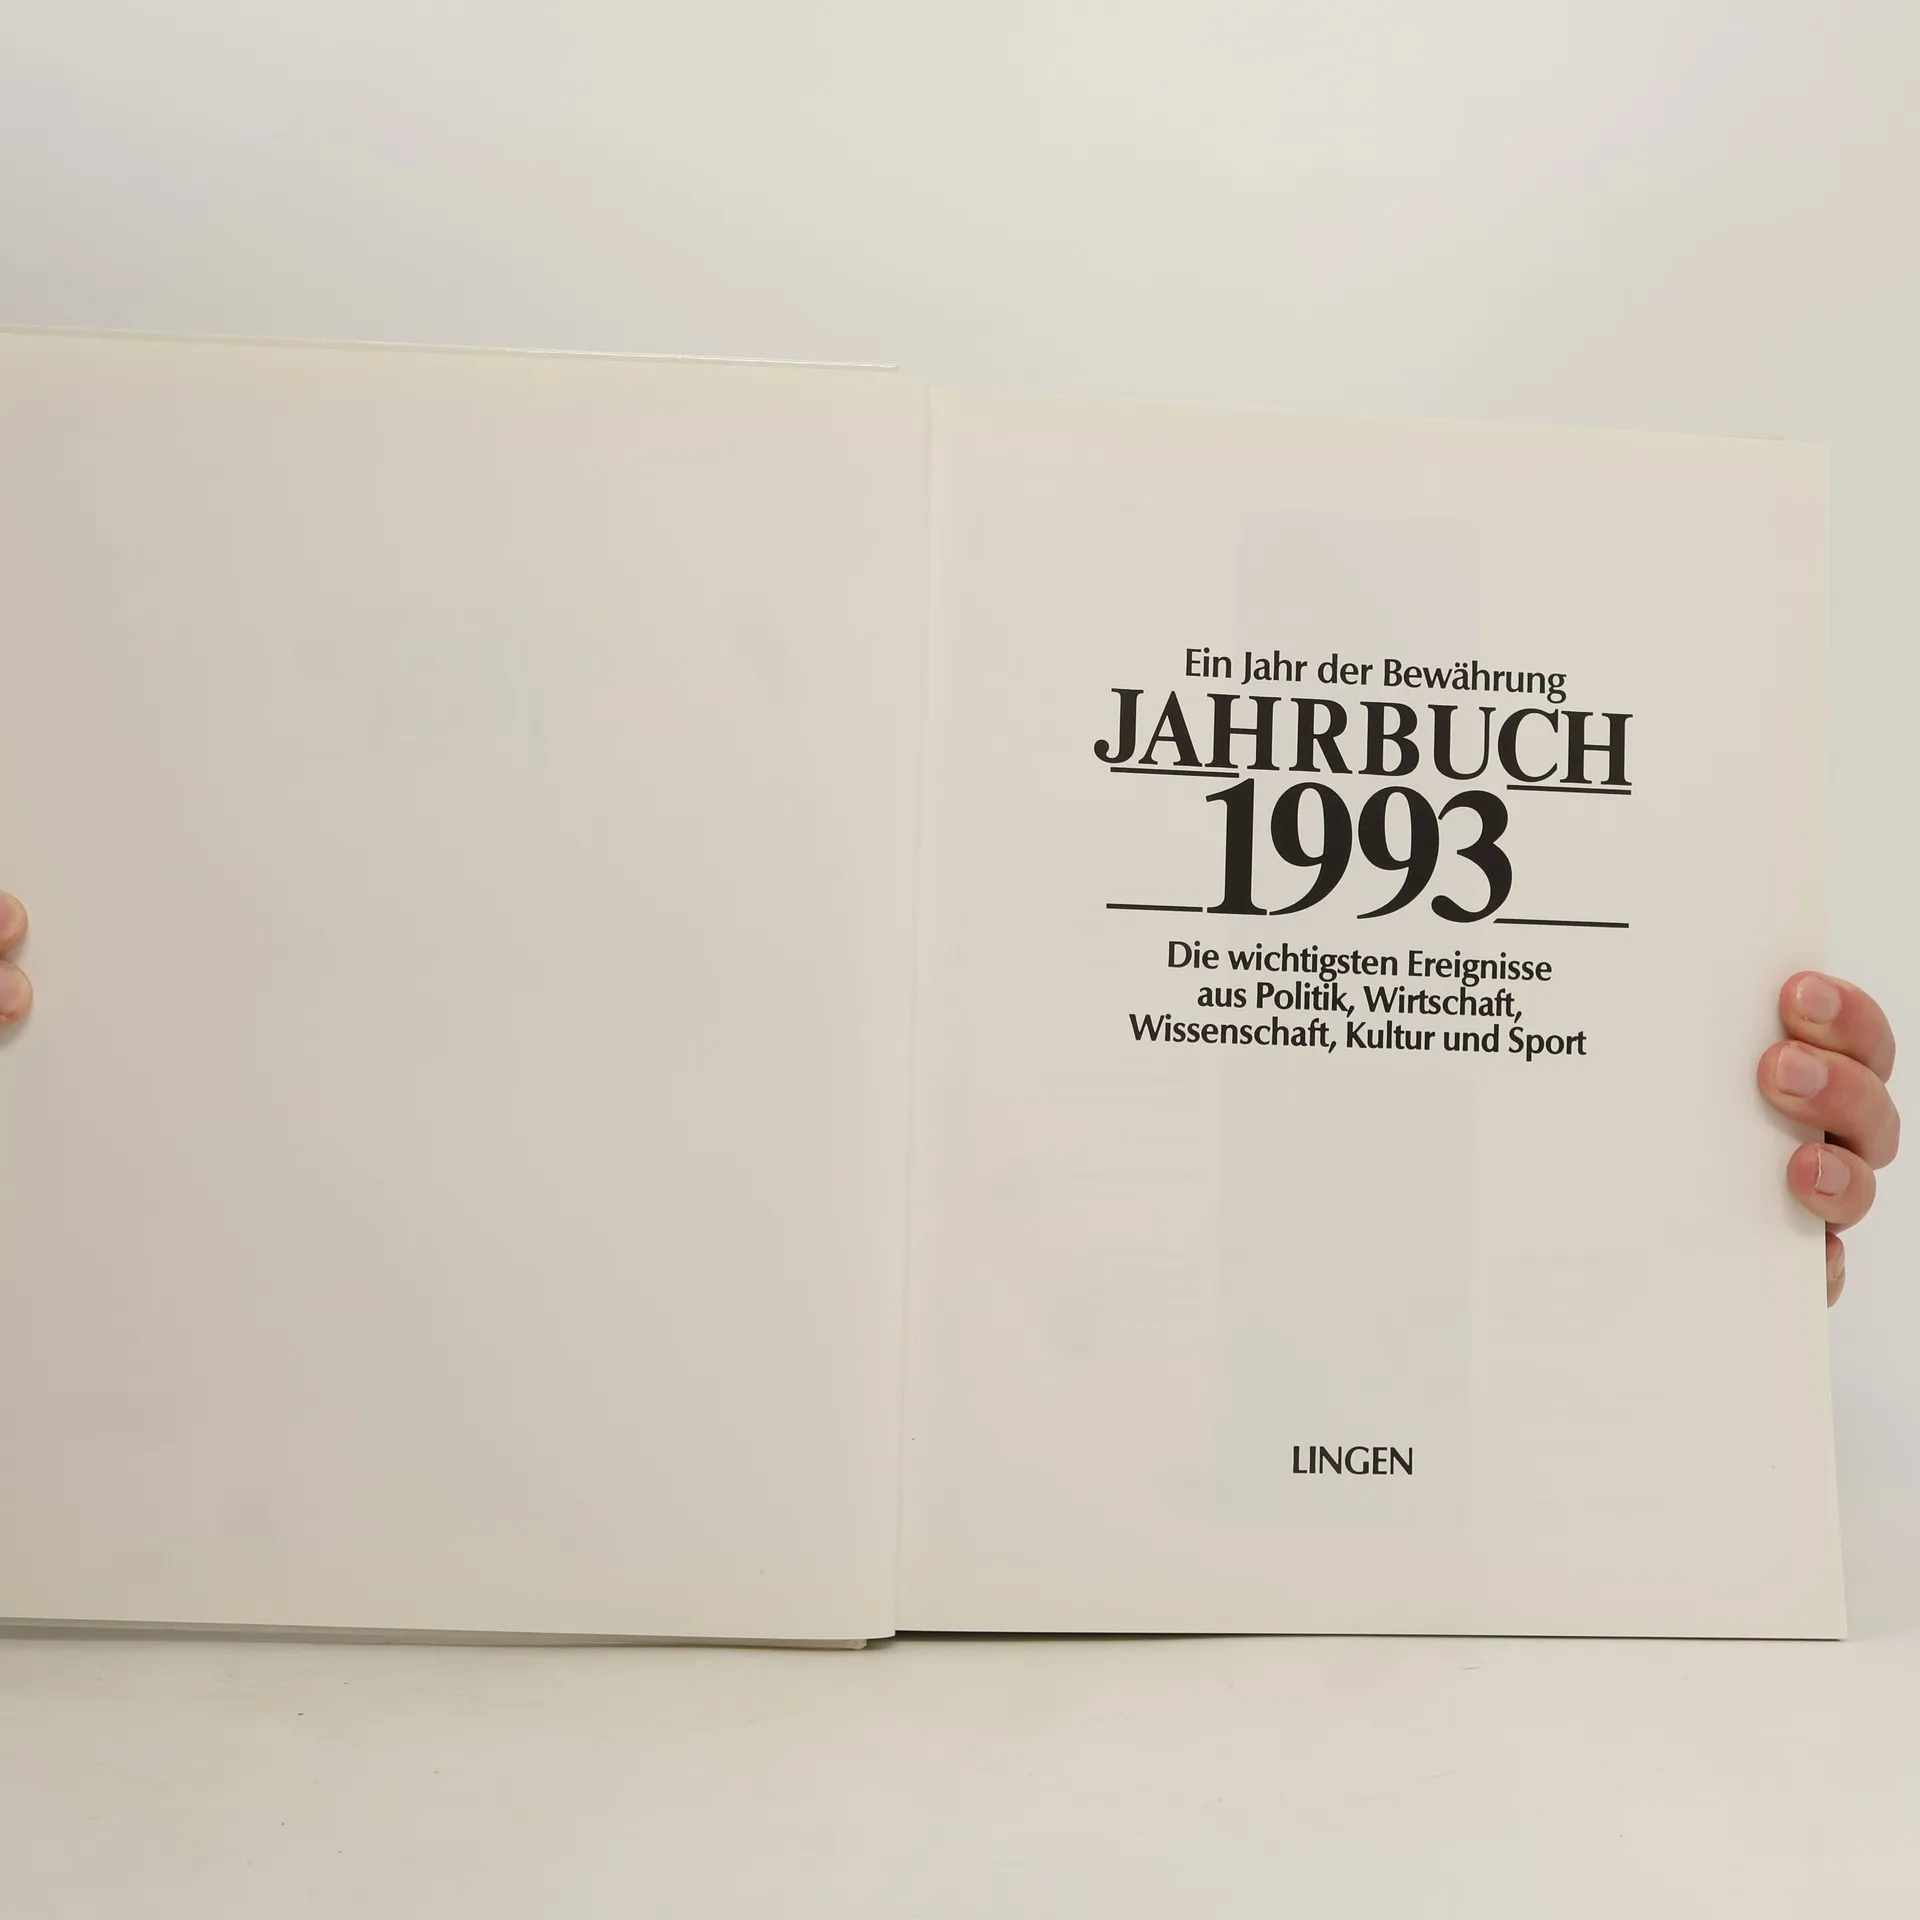 Ein Jahr der Bewährung
JAHRBUCH
1993
Die wichtigsten Ereignisse
aus Politik, Wirtschaft,
Wissenschaft, Kultur und Sport
LINGEN